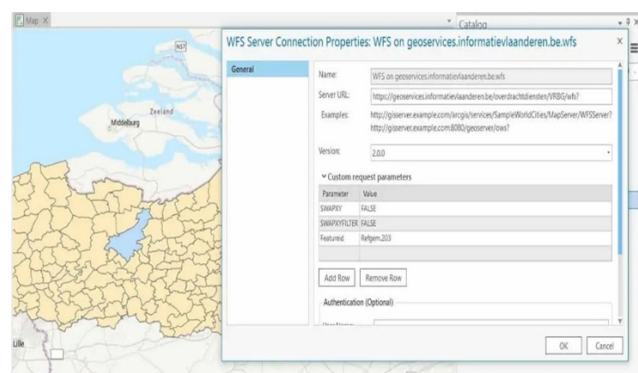 Map
Catalog
WFS Server Connection Properties: WFS on geoservices.informatievlaanderen.be.wfs
General
Name: WFS on geoservices.informatievlaanderen.be.wfs
Server URL: https://geoservices.informatievlaanderen.be/overdrachtdiensten/VRBG/wfs?
Examples: http://gisserver.example.com/arcgis/services/SampleWorldCities/MapServer/WFSServer?
http://gisserver.example.com:8080/geoserver/ows?
Version: 2.0.0
Custom request parameters
Parameter Value
SWAPXY FALSE
SWAPXYFILTER FALSE
Featureid Refgem.203
Add Row Remove Row
Authentication (Optional)
OK Cancel
N57
Zeeland
Middelburg
Lille